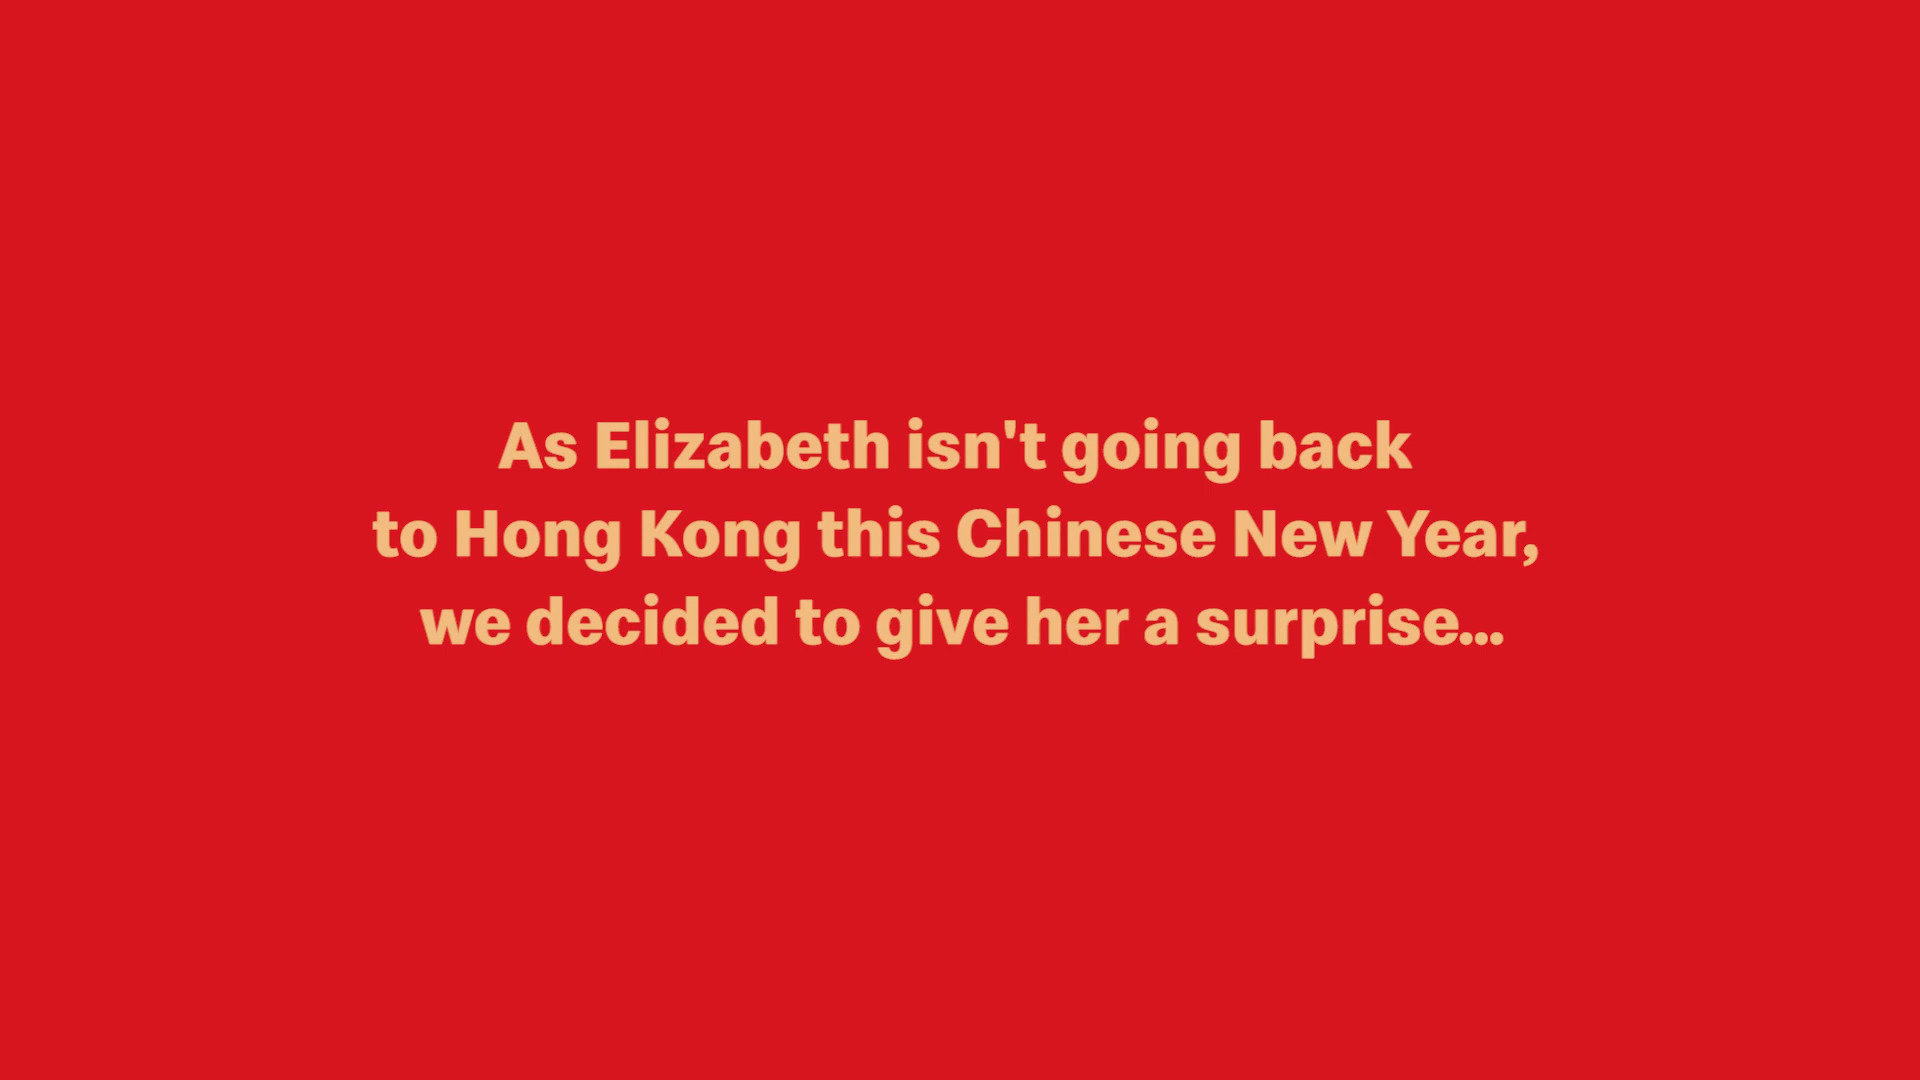 As Elizabeth isn't going back
to Hong Kong this Chinese New Year,
we decided to give her a surprise...